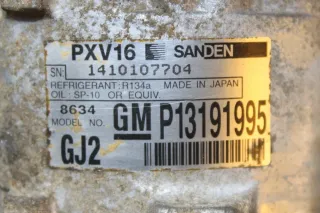 PXV16 SANDEN
SN: 1410107704
REFRIGERANT:R134a MADE IN JAPAN
OIL: SP-10 OR EQUIV.
8634
MODEL NO. GM P13191995
GJ2